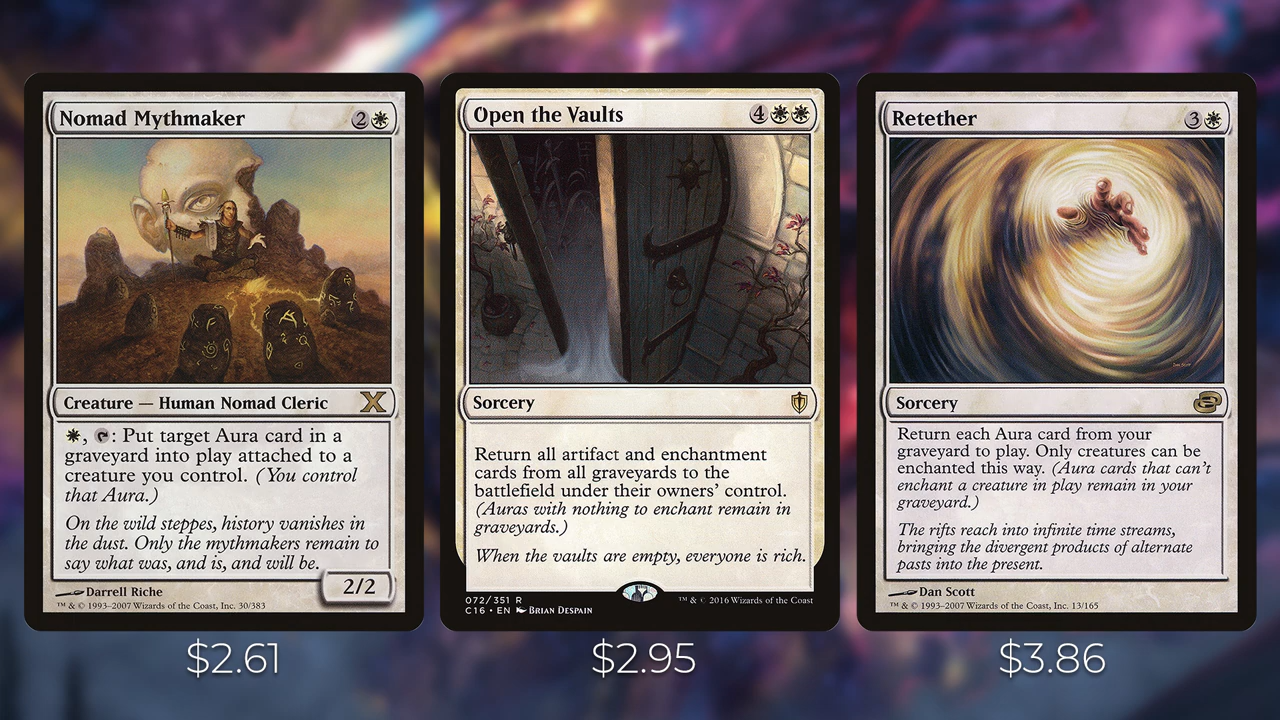 Nomad Mythmaker 2
Creature — Human Nomad Cleric
, : Put target Aura card in a
graveyard into play attached to a
creature you control. (You control
that Aura.)
On the wild steppes, history vanishes in
the dust. Only the mythmakers remain to
say what was, and is, and will be.
2/2
Darrell Riche
™ & © 1993–2007 Wizards of the Coast, Inc. 30/383
$2.61
Open the Vaults 4
Sorcery
Return all artifact and enchantment
cards from all graveyards to the
battlefield under their owners' control.
(Auras with nothing to enchant remain in
graveyards.)
When the vaults are empty, everyone is rich.
072/351 R
C16 • EN Brian Despain
™ & © 2016 Wizards of the Coast
$2.95
Retether 3
Sorcery
Return each Aura card from your
graveyard to play. Only creatures can be
enchanted this way. (Aura cards that can't
enchant a creature in play remain in your
graveyard.)
The rifts reach into infinite time streams,
bringing the divergent products of alternate
pasts into the present.
Dan Scott
™ & © 1993–2007 Wizards of the Coast, Inc. 13/165
$3.86